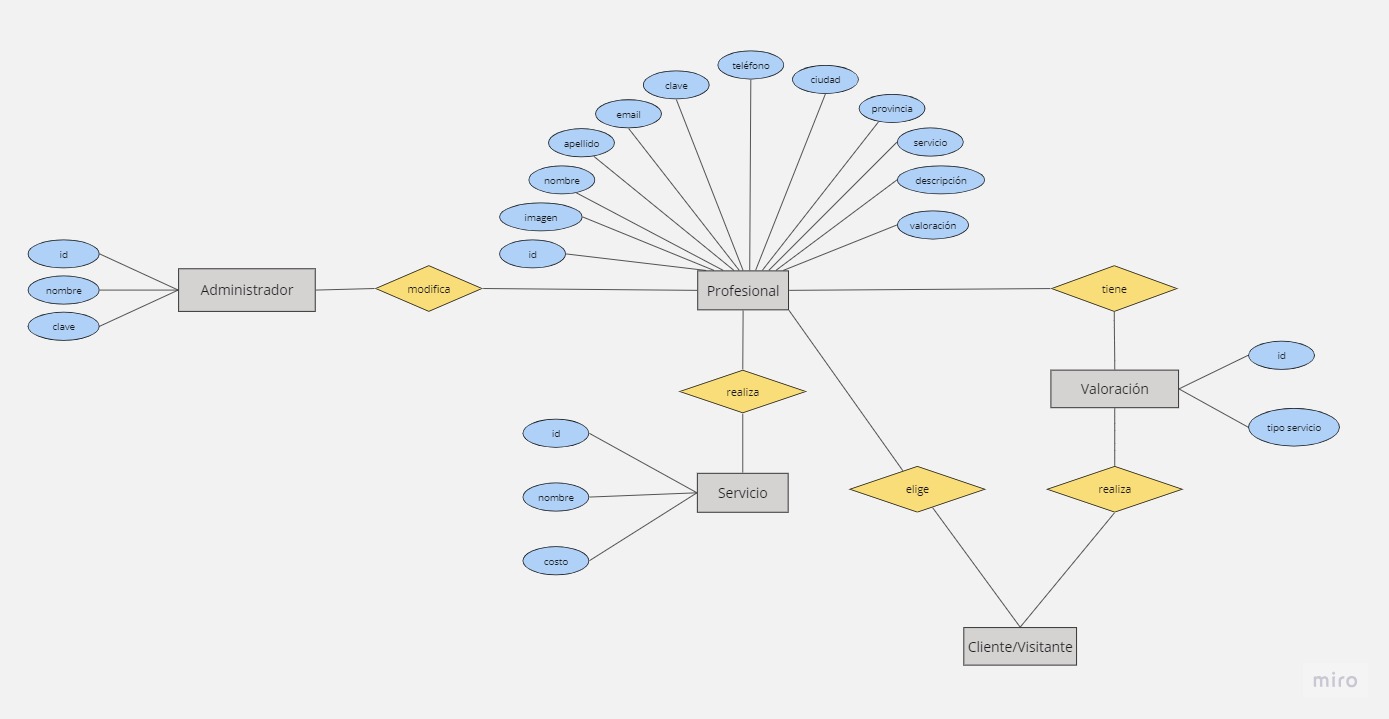 teléfono
ciudad
clave
provincia
email
servicio
apellido
descripción
nombre
imagen
valoración
id
id
nombre
clave
Administrador
modifica
Profesional
tiene
id
Valoración
tipo servicio
realiza
id
nombre
costo
Servicio
elige
realiza
Cliente/Visitante
miro